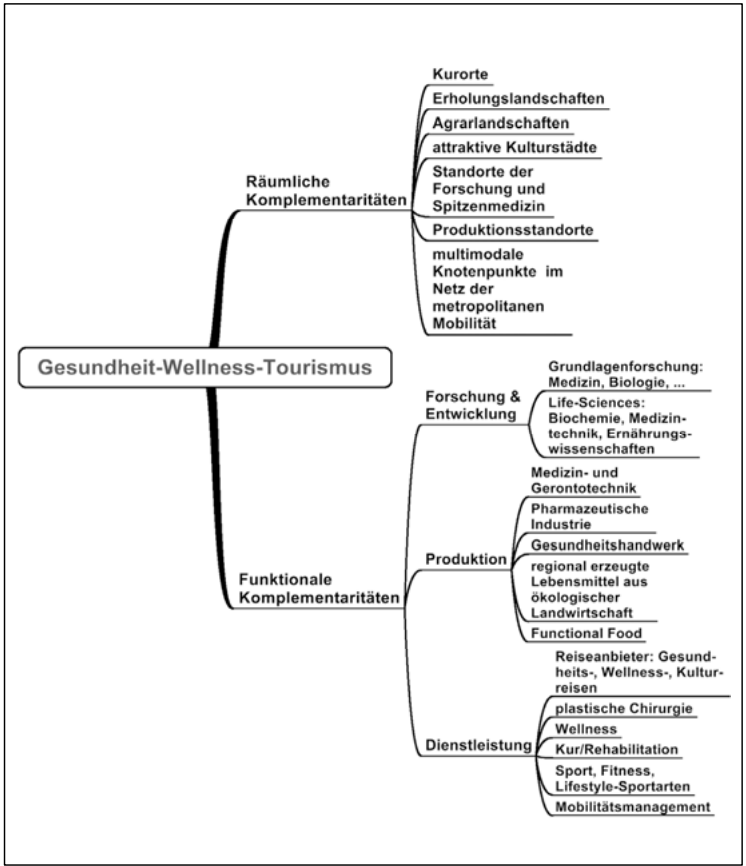 Gesundheit-Wellness-Tourismus
Räumliche
Komplementaritäten
Kurorte
Erholungslandschaften
Agrarlandschaften
attraktive Kulturstädte
Standorte der
Forschung und
Spitzenmedizin
Produktionsstandorte
multimodale
Knotenpunkte im
Netz der
metropolitanen
Mobilität
Funktionale
Komplementaritäten
Forschung &
Entwicklung
Grundlagenforschung:
Medizin, Biologie, ...
Life-Sciences:
Biochemie, Medizin-
technik, Ernährungs-
wissenschaften
Produktion
Medizin- und
Gerontotechnik
Pharmazeutische
Industrie
Gesundheitshandwerk
regional erzeugte
Lebensmittel aus
ökologischer
Landwirtschaft
Functional Food
Dienstleistung
Reiseanbieter: Gesund-
heits-, Wellness-, Kultur-
reisen
plastische Chirurgie
Wellness
Kur/Rehabilitation
Sport, Fitness,
Lifestyle-Sportarten
Mobilitätsmanagement